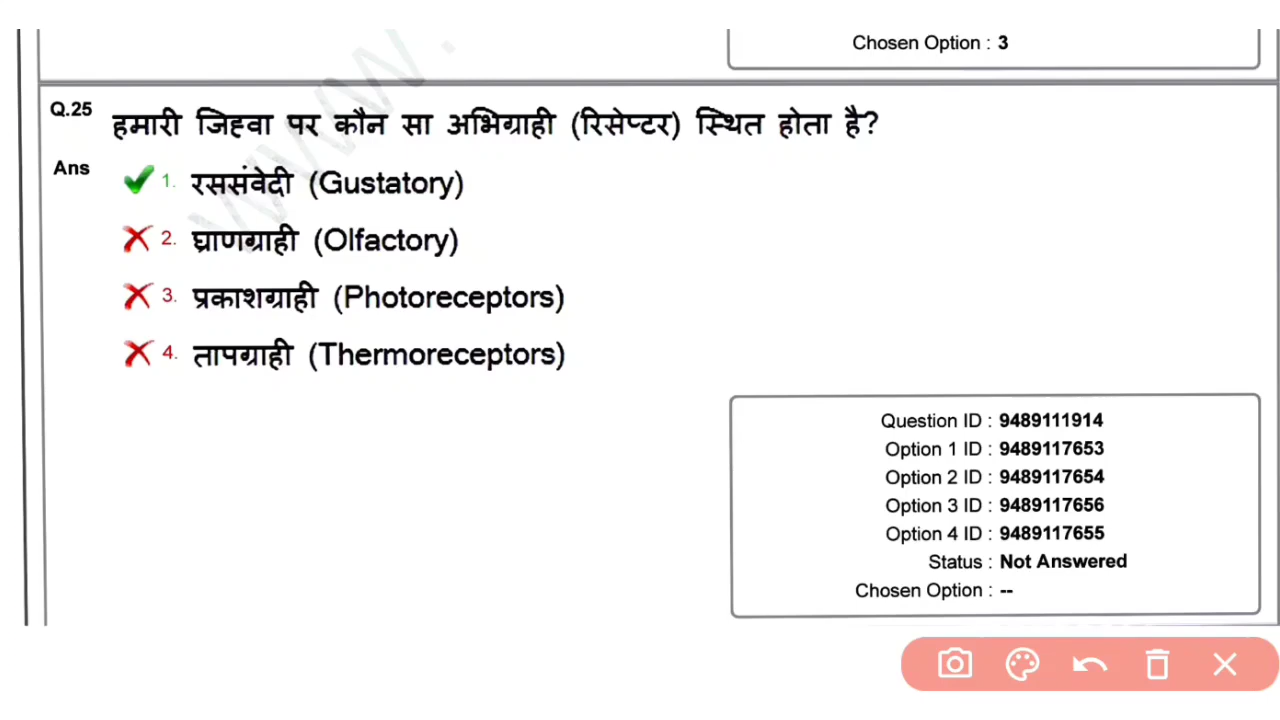 Chosen Option : 3
Q.25 हमारी जिह्वा पर कौन सा अभिग्राही (रिसेप्टर) स्थित होता है?
Ans 1. रससंवेदी (Gustatory)
2. घ्राणग्राही (Olfactory)
3. प्रकाशग्राही (Photoreceptors)
4. तापग्राही (Thermoreceptors)
Question ID : 9489111914
Option 1 ID : 9489117653
Option 2 ID : 9489117654
Option 3 ID : 9489117656
Option 4 ID : 9489117655
Status : Not Answered
Chosen Option : --
www.